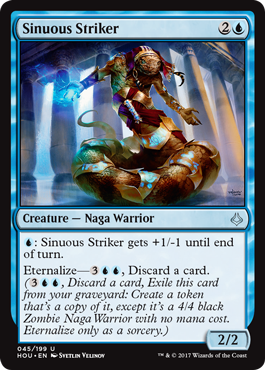 Sinuous Striker 2
: Sinuous Striker gets +1/-1 until end
of turn.
Creature — Naga Warrior
Eternalize—3, Discard a card.
(3, Discard a card, Exile this card
from your graveyard: Create a token
that's a copy of it, except it's a 4/4 black
Zombie Naga Warrior with no mana cost.
Eternalize only as a sorcery.)
2/2
045/199 U
HOU • EN Svetlin Velinov
™ & © 2017 Wizards of the Coast